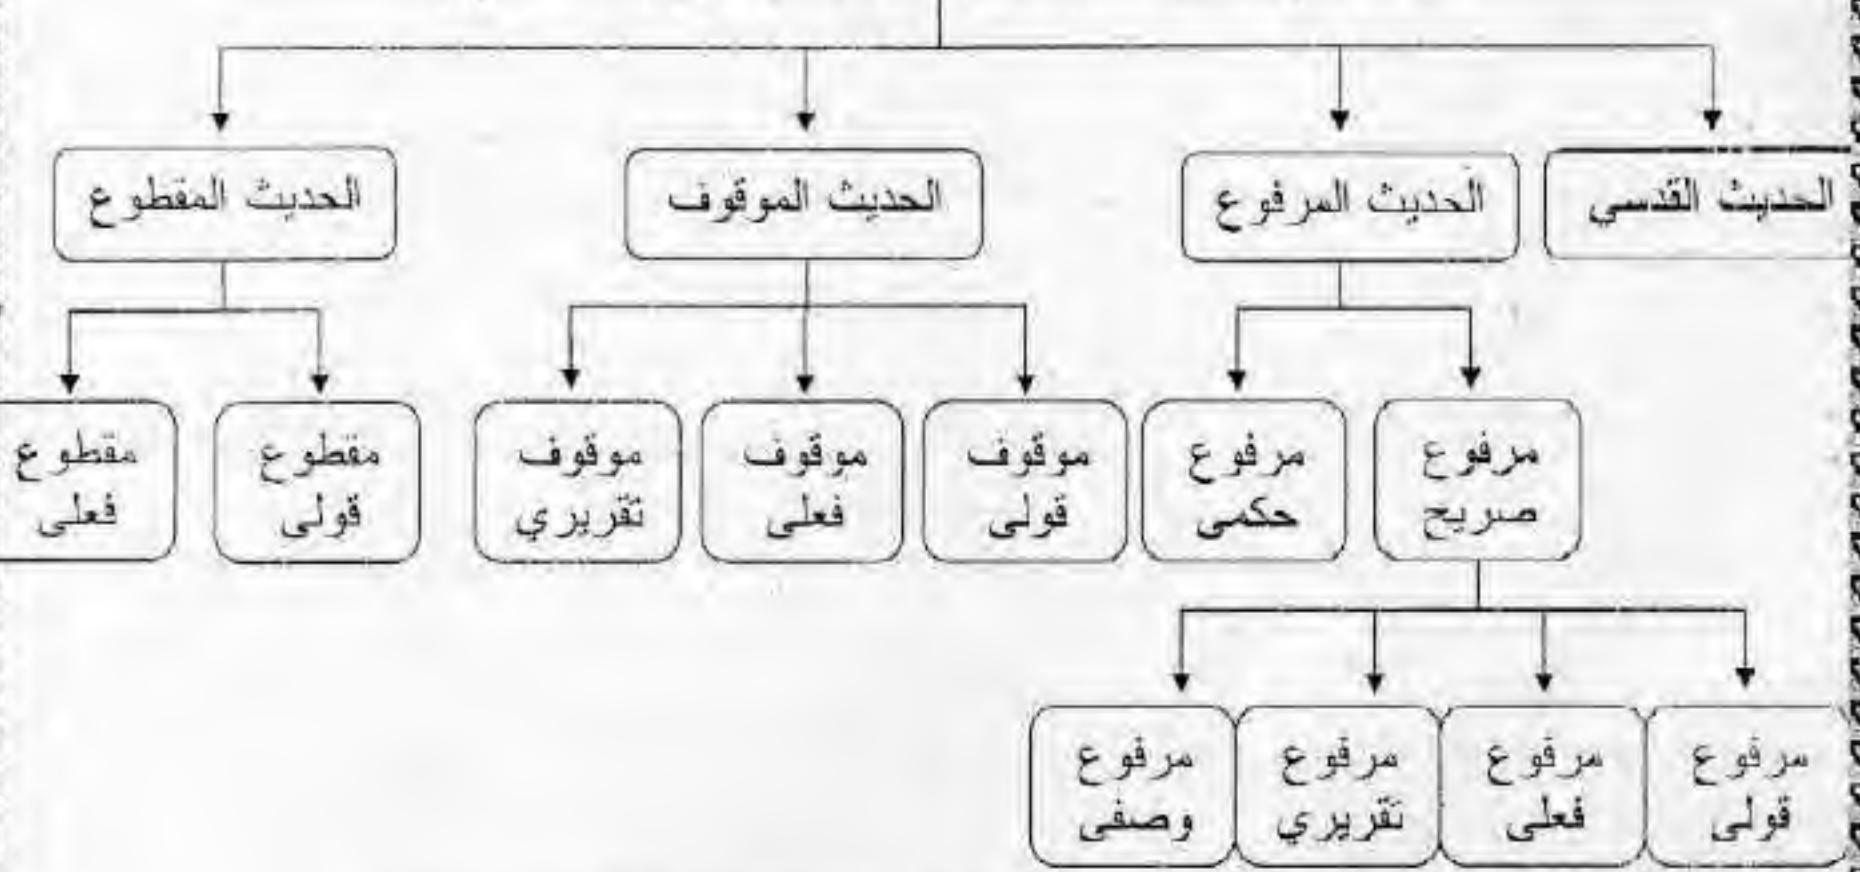 الحديث القدسي
الحديث المرفوع
الحديث الموقوف
الحديث المقطوع
مرفوع
صريح
مرفوع
حكمى
موقوف
قولى
موقوف
فعلى
موقوف
تقريري
مقطوع
قولى
مقطوع
فعلى
مرفوع
قولى
مرفوع
فعلى
مرفوع
تقريري
مرفوع
وصفى